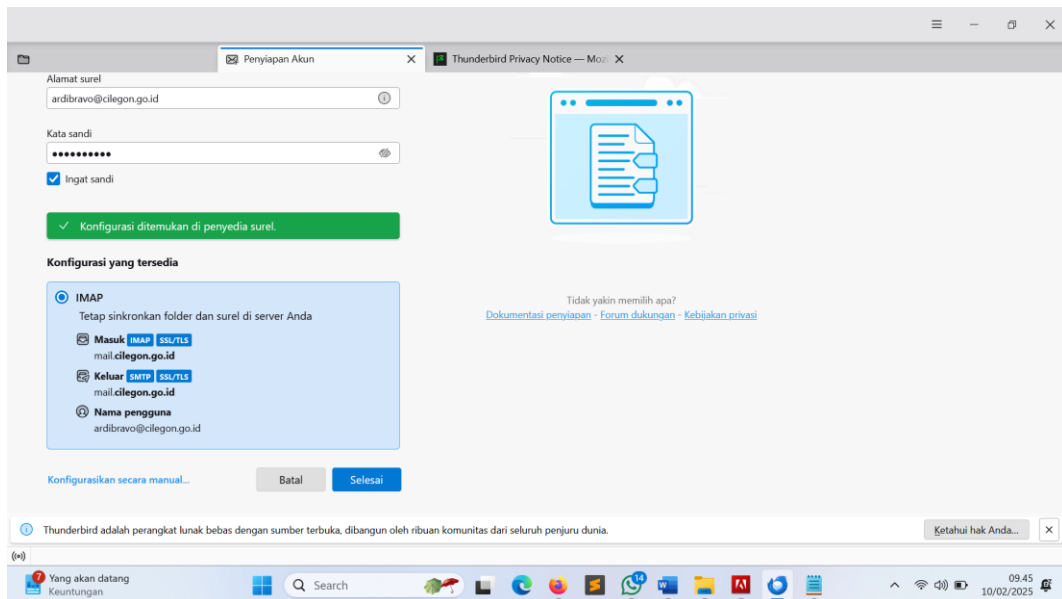 Penyiapan Akun
Thunderbird Privacy Notice — Mozi
Alamat surel
ardibravo@cilegon.go.id
Kata sandi
••••••••••
Ingat sandi
Konfigurasi ditemukan di penyedia surel.
Konfigurasi yang tersedia
IMAP
Tetap sinkronkan folder dan surel di server Anda
Masuk IMAP SSL/TLS
mail.cilegon.go.id
Keluar SMTP SSL/TLS
mail.cilegon.go.id
Nama pengguna
ardibravo@cilegon.go.id
Konfigurasikan secara manual...
Batal
Selesai
Tidak yakin memilih apa?
Dokumentasi penyiapan - Forum dukungan - Kebijakan privasi
Thunderbird adalah perangkat lunak bebas dengan sumber terbuka, dibangun oleh ribuan komunitas dari seluruh penjuru dunia.
Ketahui hak Anda...
7
Yang akan datang
Keuntungan
Search
14
09.45
10/02/2025